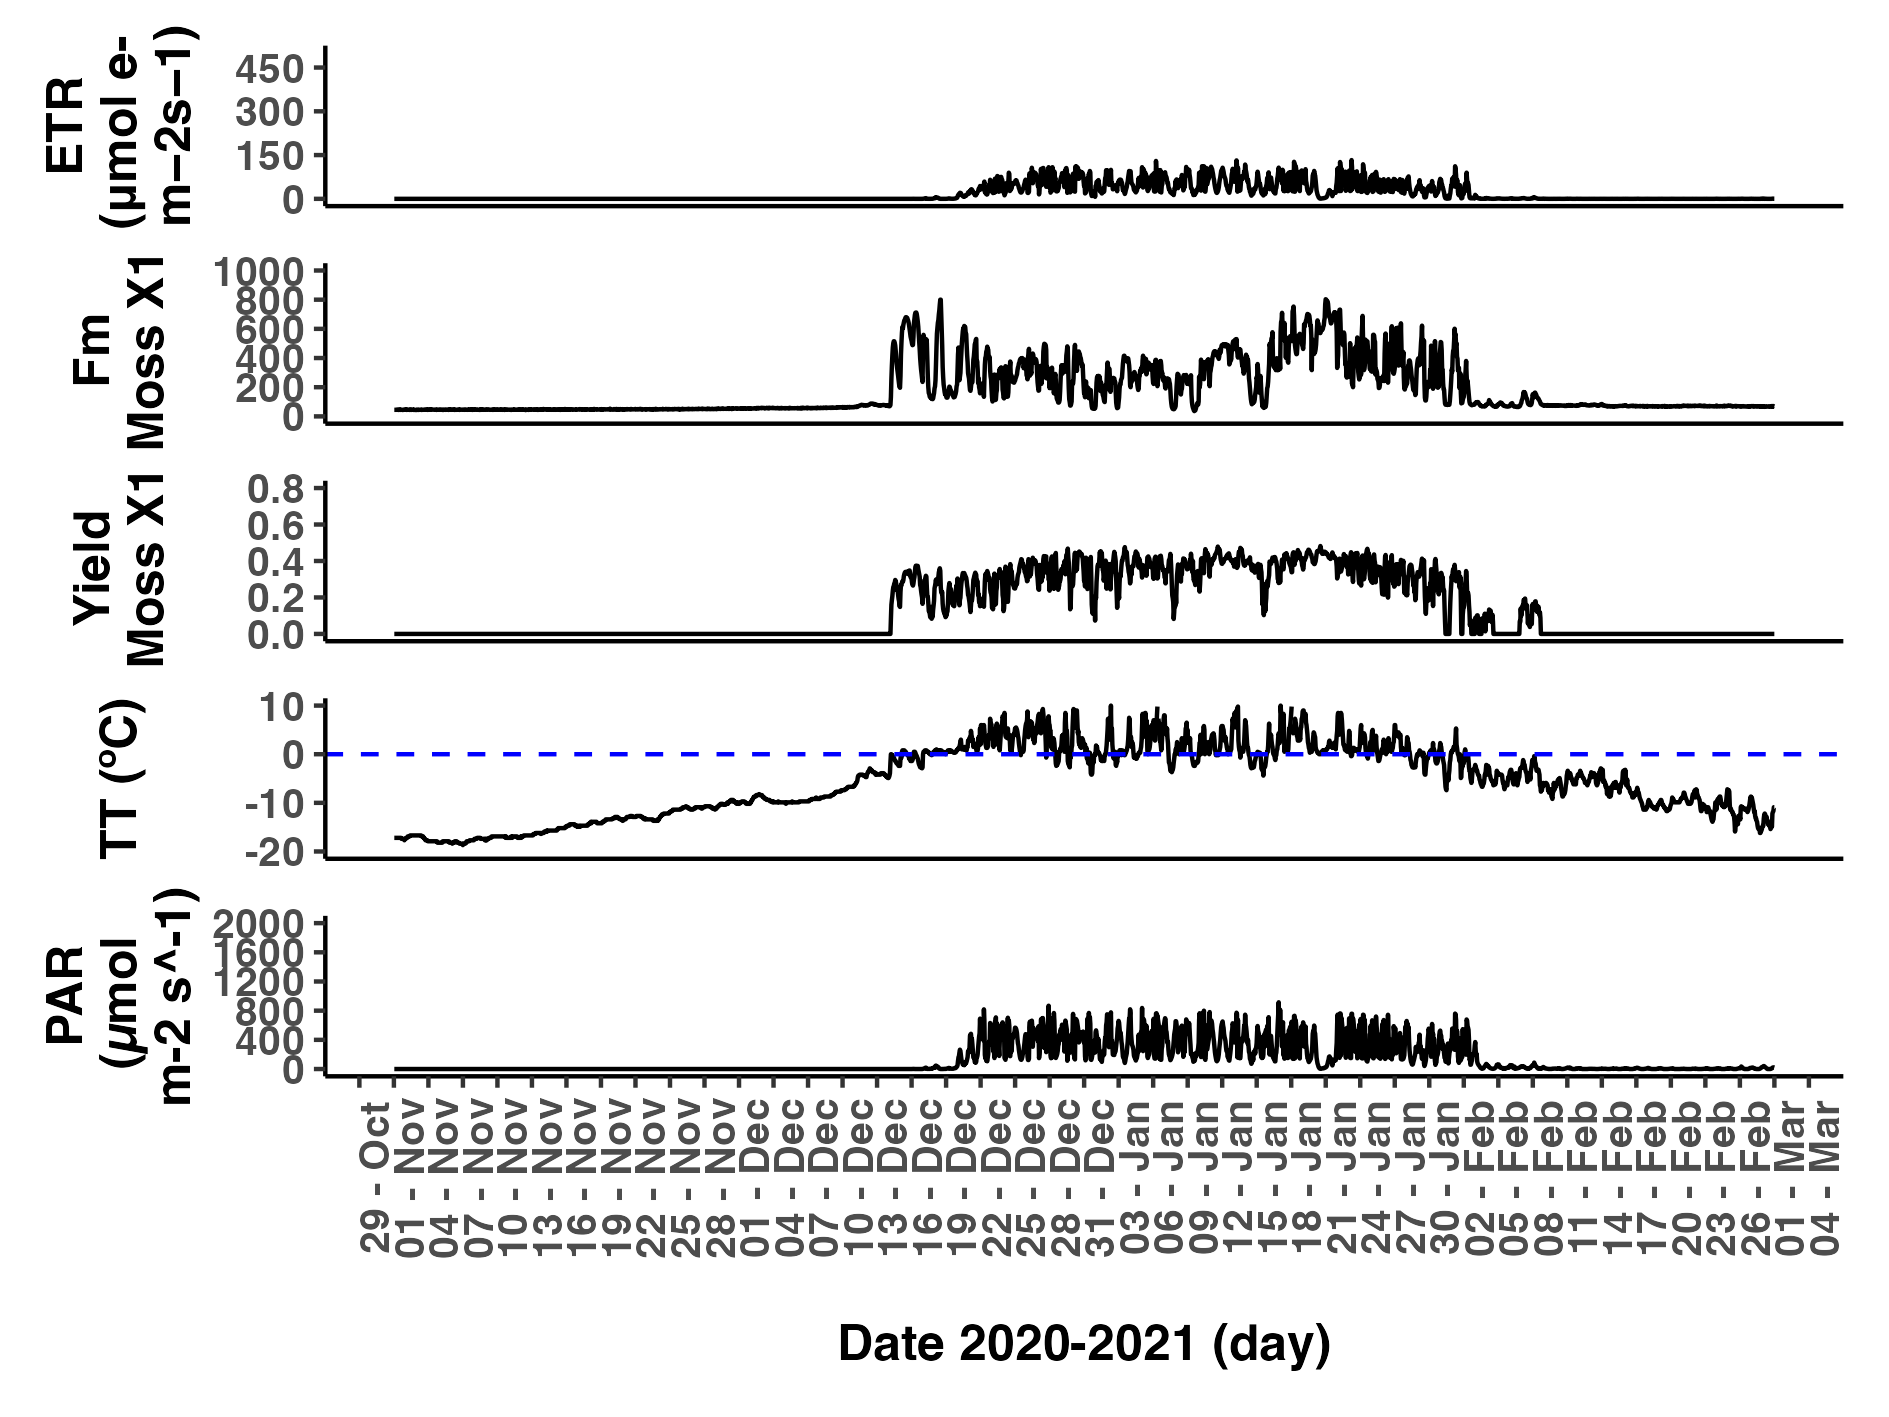 ETR
(µmol e-
m−2s−1)
450
300
150
0
Fm
Moss X1
1000
800
600
400
200
0
Yield
Moss X1
0.8
0.6
0.4
0.2
0.0
TT (ºC)
10
0
-10
-20
PAR
(µmol
m-2 s^-1)
2000
1600
1200
800
400
0
29 - Oct
01 - Nov
04 - Nov
07 - Nov
10 - Nov
13 - Nov
16 - Nov
19 - Nov
22 - Nov
25 - Nov
28 - Nov
01 - Dec
04 - Dec
07 - Dec
10 - Dec
13 - Dec
16 - Dec
19 - Dec
22 - Dec
25 - Dec
28 - Dec
31 - Dec
03 - Jan
06 - Jan
09 - Jan
12 - Jan
15 - Jan
18 - Jan
21 - Jan
24 - Jan
27 - Jan
30 - Jan
02 - Feb
05 - Feb
08 - Feb
11 - Feb
14 - Feb
17 - Feb
20 - Feb
23 - Feb
26 - Feb
01 - Mar
04 - Mar
Date 2020-2021 (day)